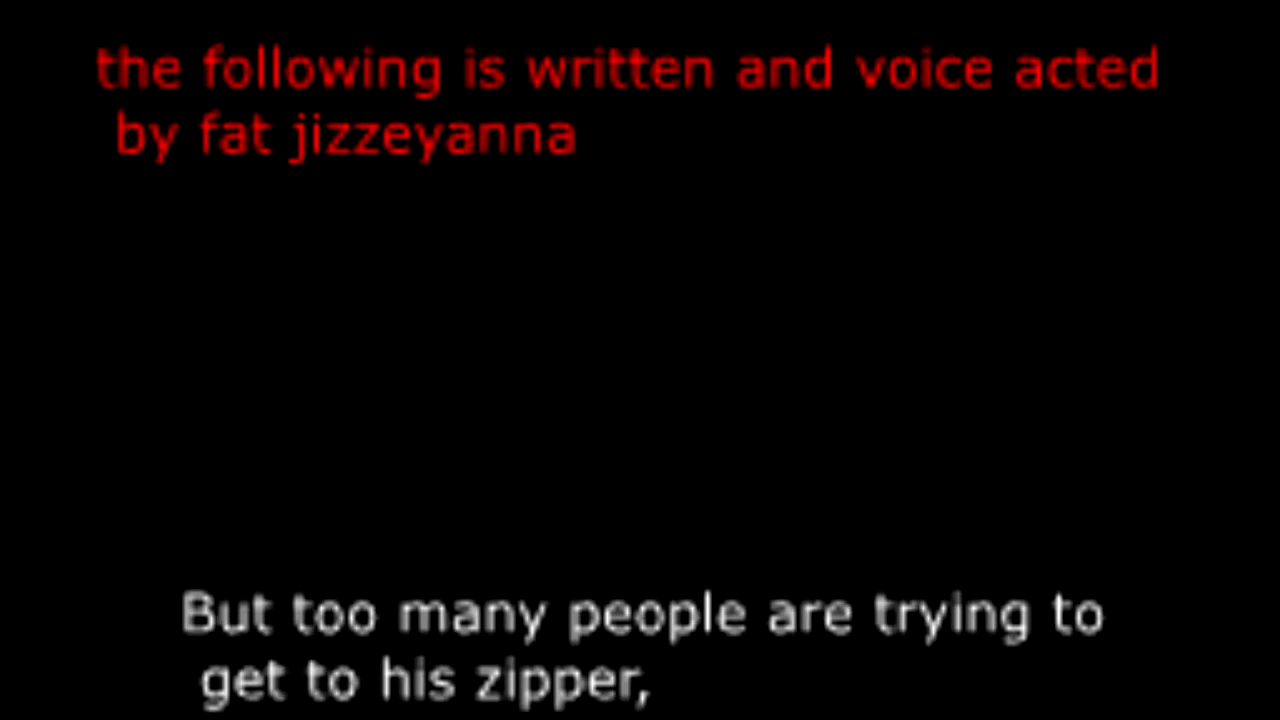 the following is written and voice acted
by fat jizzeyanna
But too many people are trying to
get to his zipper,